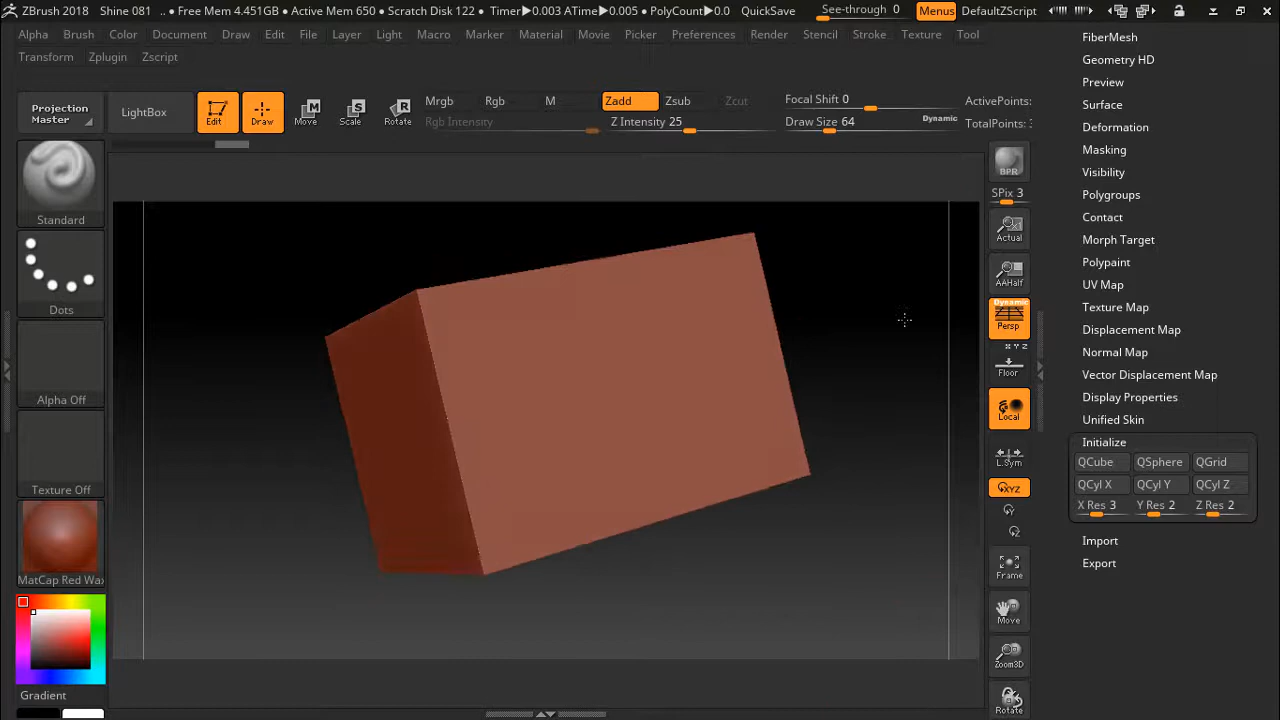 ZBrush 2018 Shine 081 .. ● Free Mem 4.451GB ● Active Mem 650 ● Scratch Disk 122 ● Timer▶0.003 ATime▶0.005 ● PolyCount▶0.0 QuickSave See-through 0 Menus DefaultZScript
Alpha Brush Color Document Draw Edit File Layer Light Macro Marker Material Movie Picker Preferences Render Stencil Stroke Texture Tool
Transform Zplugin Zscript
Projection Master LightBox Edit Draw Move Scale Rotate
Mrgb Rgb M Zadd Zsub Zcut Focal Shift 0 ActivePoints:
Rgb Intensity Z Intensity 25 Draw Size 64 Dynamic TotalPoints: 3
Standard
Dots
Alpha Off
Texture Off
MatCap Red Wax
Gradient
BPR
SPix 3
Actual
AAHalf
Dynamic
Persp
X Y Z
Floor
Local
L.Sym
XYZ
Y
Z
Frame
Move
Zoom3D
Rotate
FiberMesh
Geometry HD
Preview
Surface
Deformation
Masking
Visibility
Polygroups
Contact
Morph Target
Polypaint
UV Map
Texture Map
Displacement Map
Normal Map
Vector Displacement Map
Display Properties
Unified Skin
Initialize
QCube QSphere QGrid
QCyl X QCyl Y QCyl Z
X Res 3 Y Res 2 Z Res 2
Import
Export